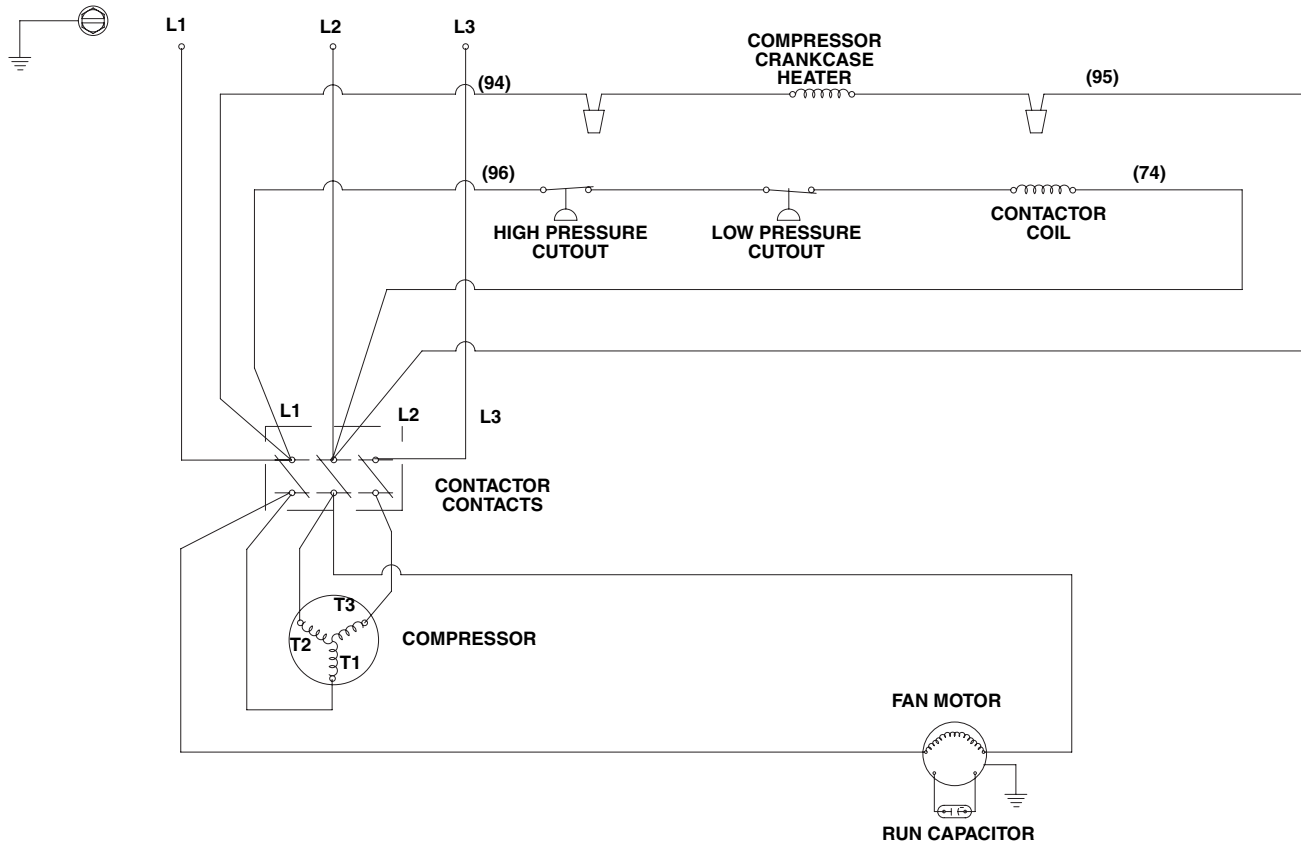 L1
L2
L3
COMPRESSOR
CRANKCASE
HEATER
(94)
(95)
(96)
(74)
HIGH PRESSURE
CUTOUT
LOW PRESSURE
CUTOUT
CONTACTOR
COIL
L1
L2
L3
CONTACTOR
CONTACTS
T3
T2
T1
COMPRESSOR
FAN MOTOR
RUN CAPACITOR